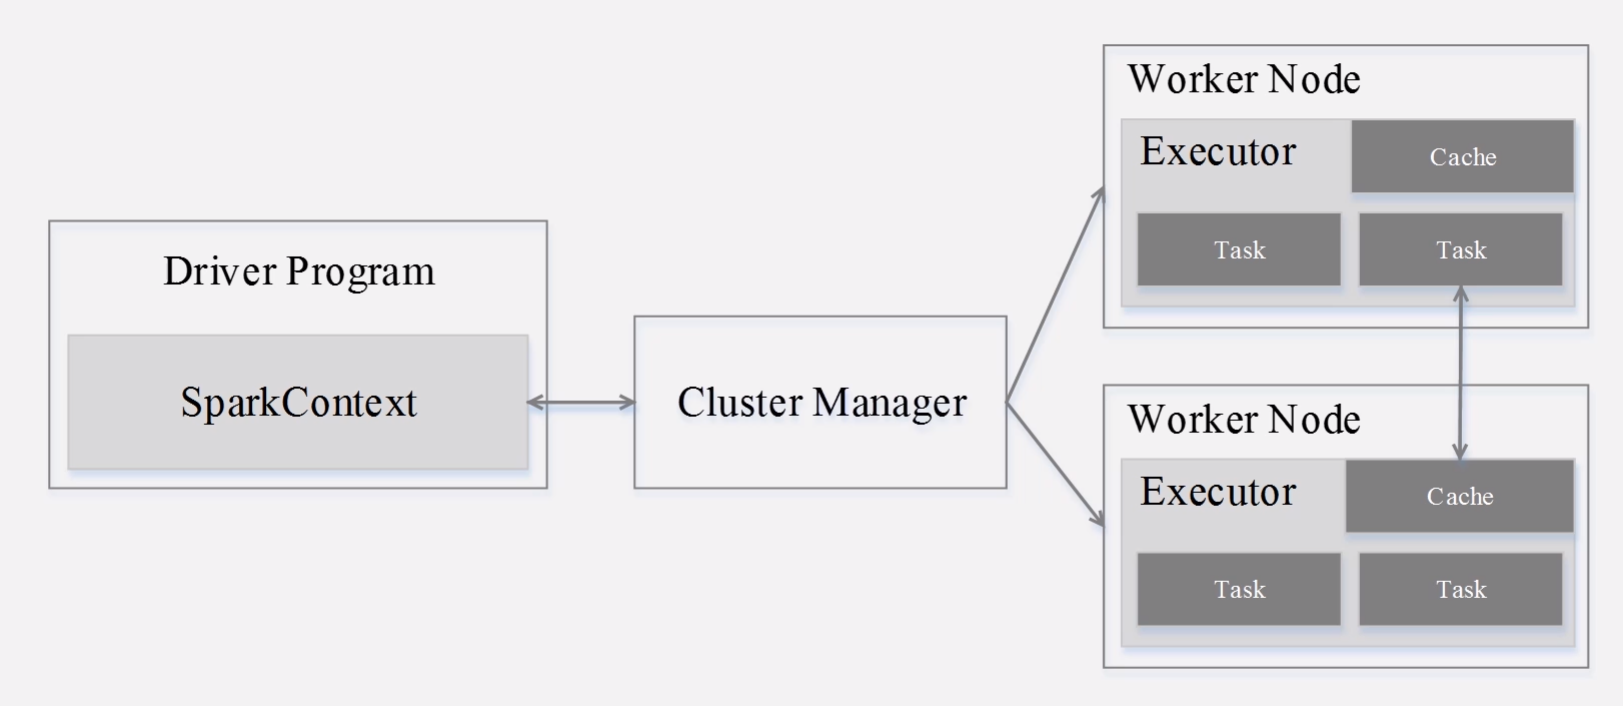 Driver Program
SparkContext
Cluster Manager
Worker Node
Executor
Cache
Task
Task
Worker Node
Executor
Cache
Task
Task